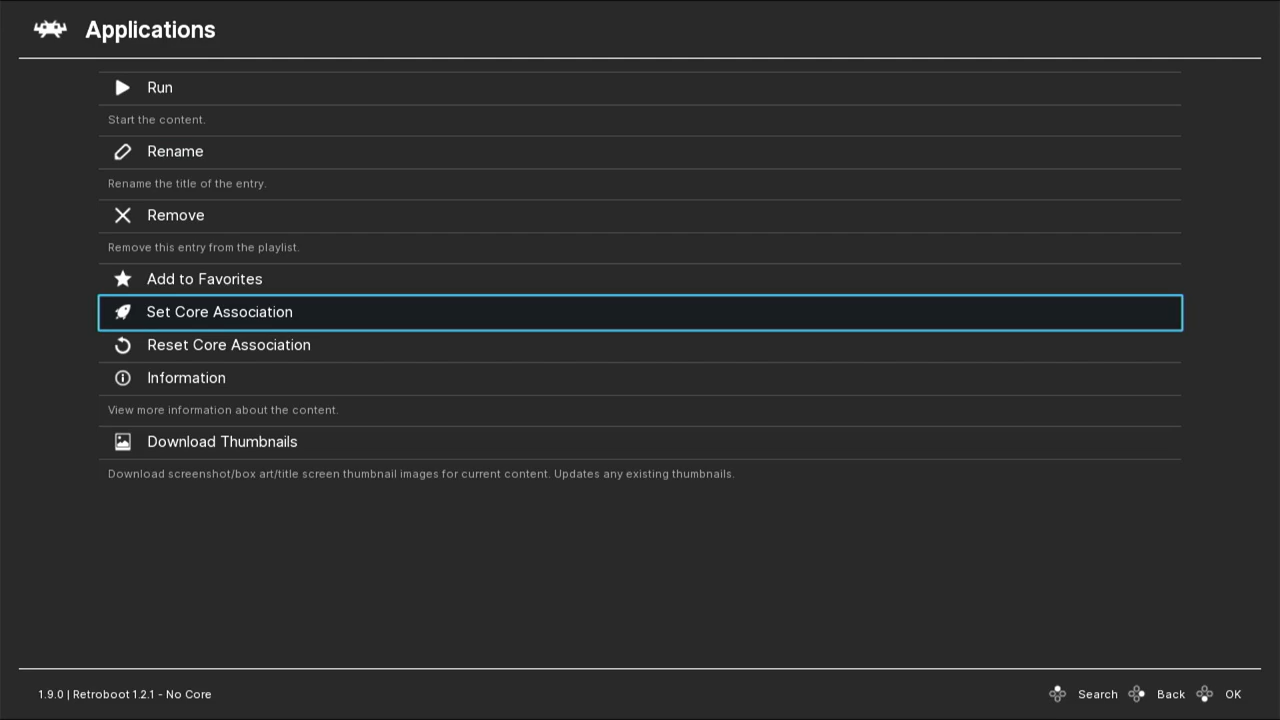 Applications
Run
Start the content.
Rename
Rename the title of the entry.
Remove
Remove this entry from the playlist.
Add to Favorites
Set Core Association
Reset Core Association
Information
View more information about the content.
Download Thumbnails
Download screenshot/box art/title screen thumbnail images for current content. Updates any existing thumbnails.
1.9.0 | Retroboot 1.2.1 - No Core Search Back OK